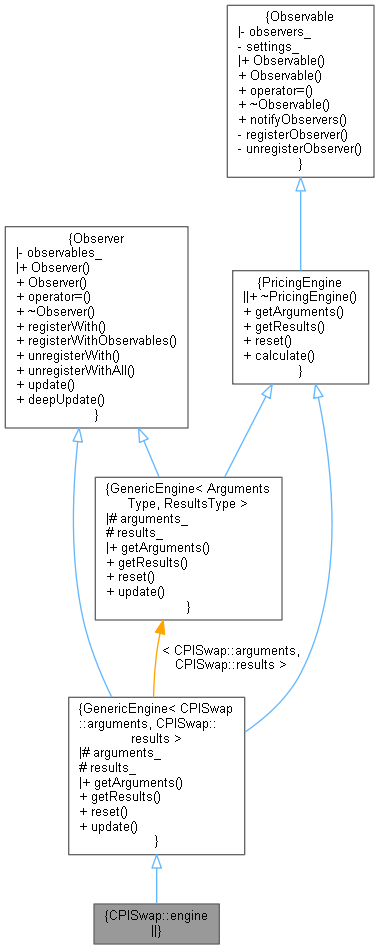 {Observable
|- observers_
- settings_
|+ Observable()
+ Observable()
+ operator=()
+ ~Observable()
+ notifyObservers()
- registerObserver()
- unregisterObserver()
}
{Observer
|- observables_
|+ Observer()
+ Observer()
+ operator=()
+ ~Observer()
+ registerWith()
+ registerWithObservables()
+ unregisterWith()
+ unregisterWithAll()
+ update()
+ deepUpdate()
}
{PricingEngine
||+ ~PricingEngine()
+ getArguments()
+ getResults()
+ reset()
+ calculate()
}
{GenericEngine< Arguments
Type, ResultsType >
|# arguments_
# results_
|+ getArguments()
+ getResults()
+ reset()
+ update()
}
< CPISwap::arguments,
CPISwap::results >
{GenericEngine< CPISwap
::arguments, CPISwap::
results >
|# arguments_
# results_
|+ getArguments()
+ getResults()
+ reset()
+ update()
}
{CPISwap::engine
||}